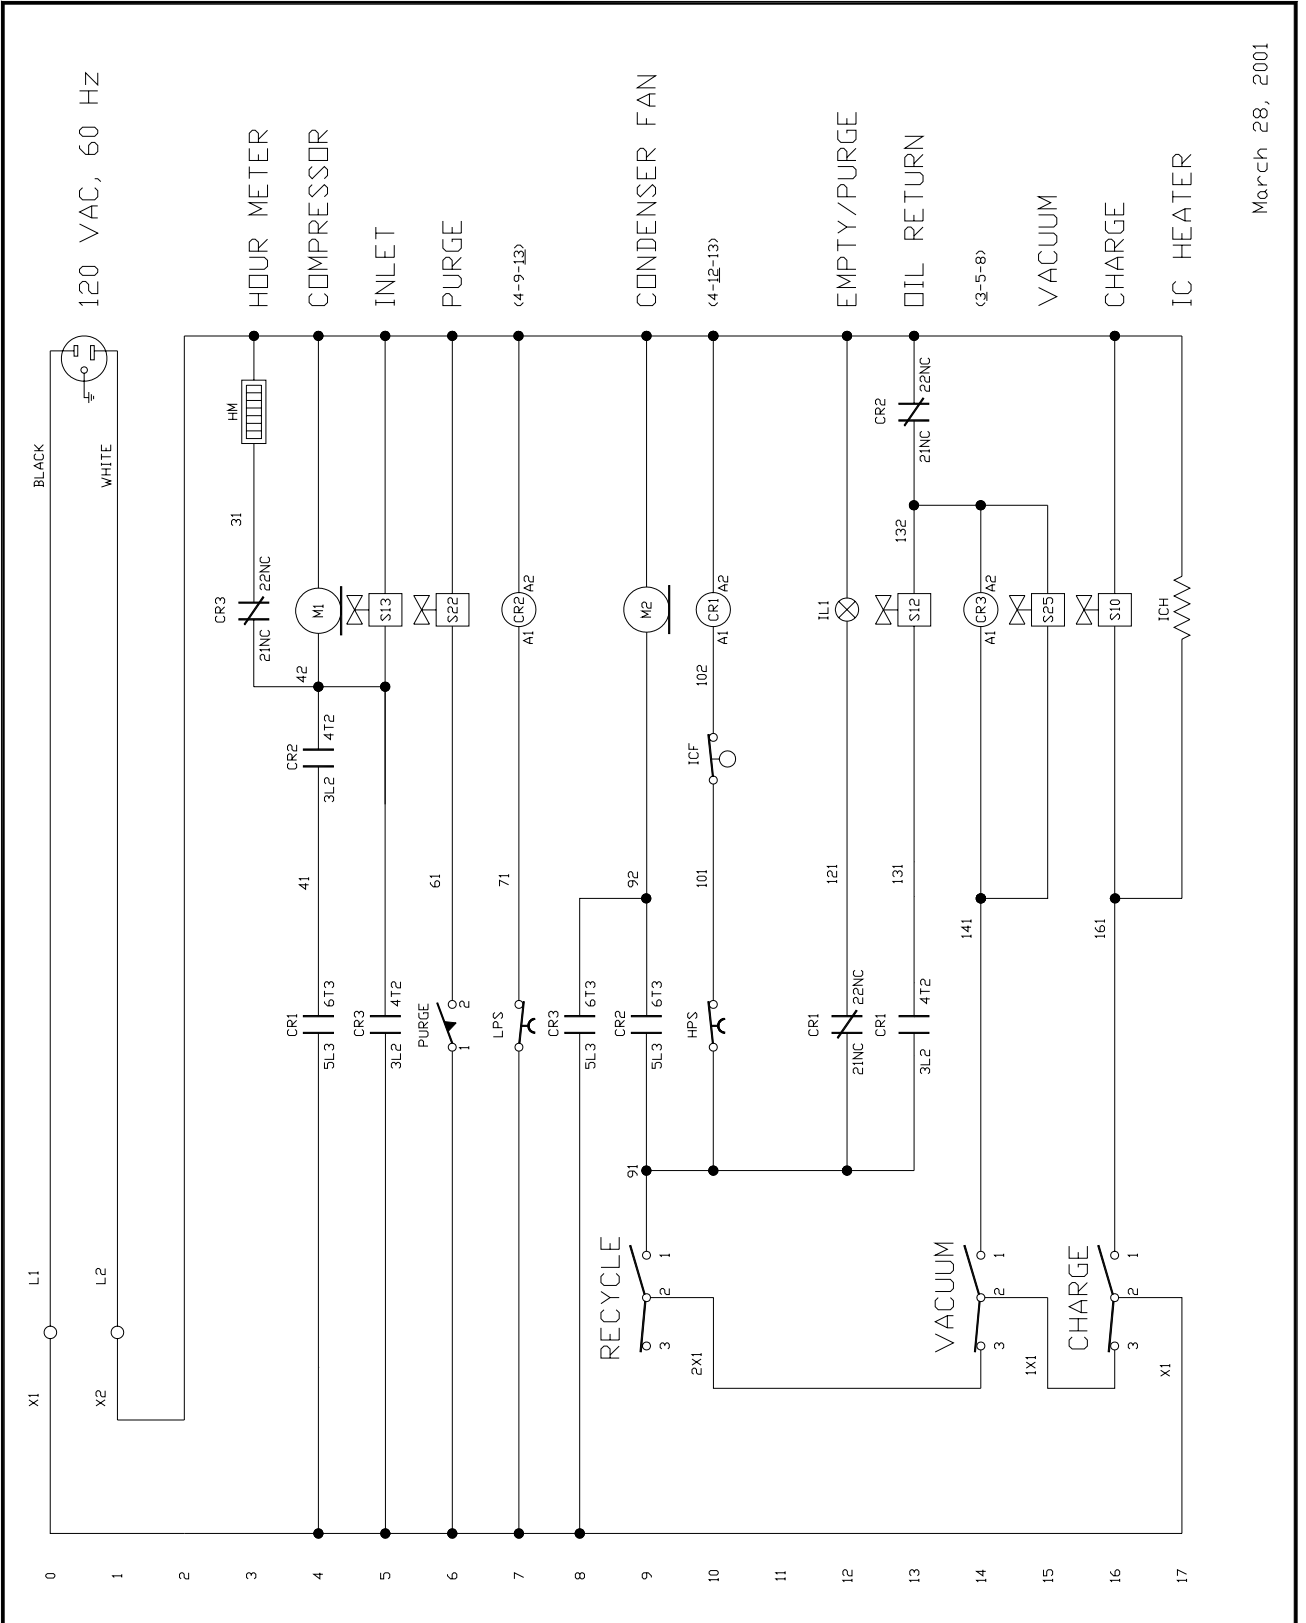 0
X1
L1
BLACK
120 VAC, 60 Hz
1
X2
L2
WHITE
2
3
21NC
CR3
22NC
31
HM
HOUR METER
4
5L3
CR1
6T3
41
3L2
CR2
4T2
42
M1
COMPRESSOR
5
3L2
CR3
4T2
S13
INLET
6
1
PURGE
2
61
S22
PURGE
7
LPS
71
A1
CR2
A2
(4-9-13)
8
5L3
CR3
6T3
9
RECYCLE
3
2
1
91
5L3
CR2
6T3
92
M2
CONDENSER FAN
10
2X1
HPS
101
ICF
102
A1
CR1
A2
(4-12-13)
11
12
21NC
CR1
22NC
121
IL1
EMPTY/PURGE
13
3L2
CR1
4T2
131
S12
132
21NC
CR2
22NC
OIL RETURN
14
VACUUM
3
2
1
141
A1
CR3
A2
(3-5-8)
15
1X1
S25
VACUUM
16
CHARGE
3
2
1
161
S10
CHARGE
17
X1
ICH
IC HEATER
March 28, 2001